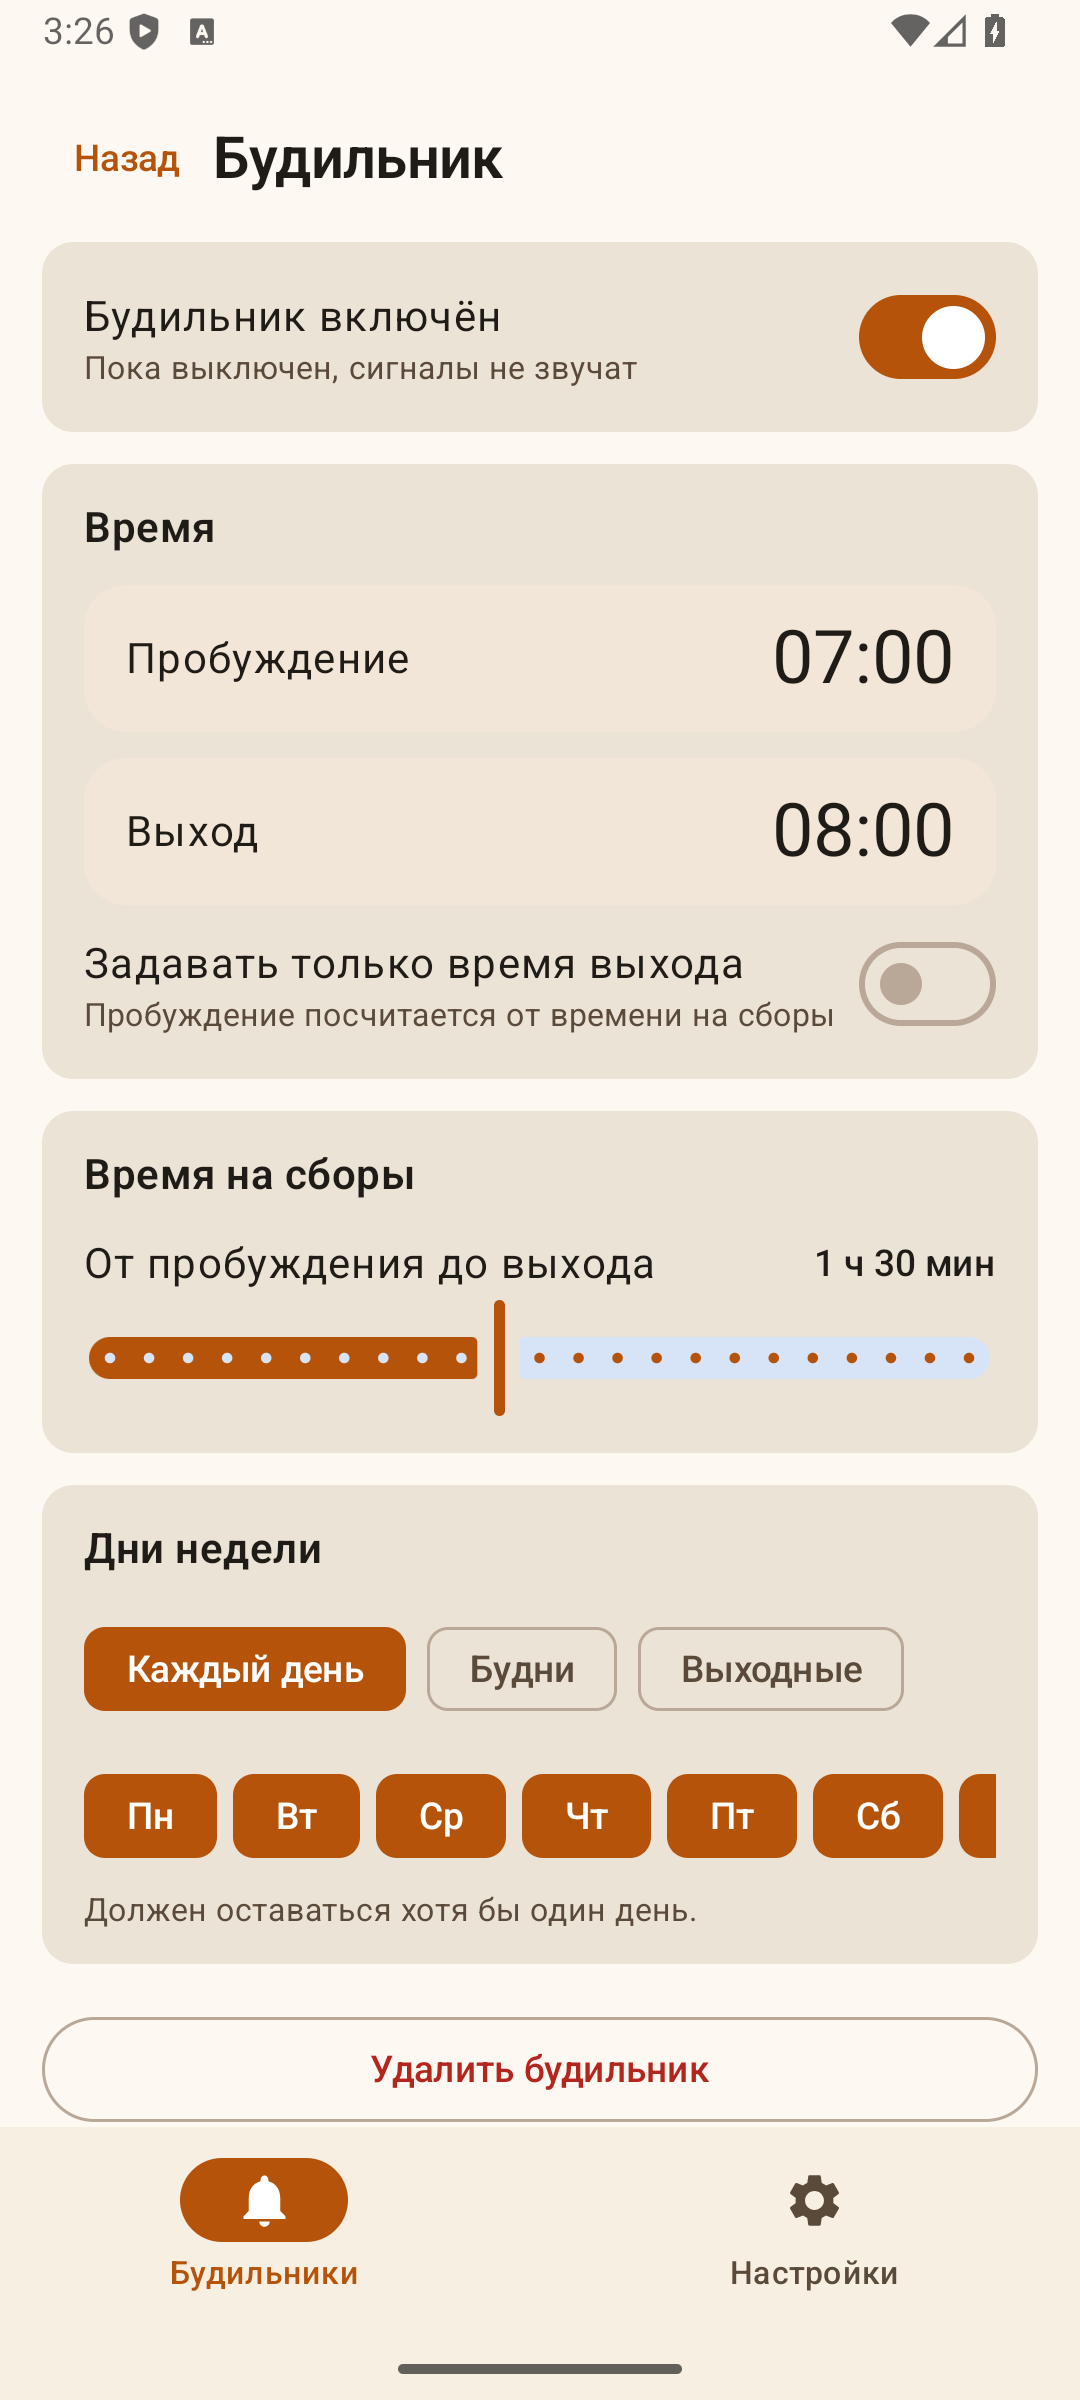 3:26
Назад Будильник
Будильник включён
Пока выключен, сигналы не звучат
Время
Пробуждение 07:00
Выход 08:00
Задавать только время выхода
Пробуждение посчитается от времени на сборы
Время на сборы
От пробуждения до выхода 1 ч 30 мин
Дни недели
Каждый день Будни Выходные
Пн Вт Ср Чт Пт Сб
Должен оставаться хотя бы один день.
Удалить будильник
Будильники Настройки